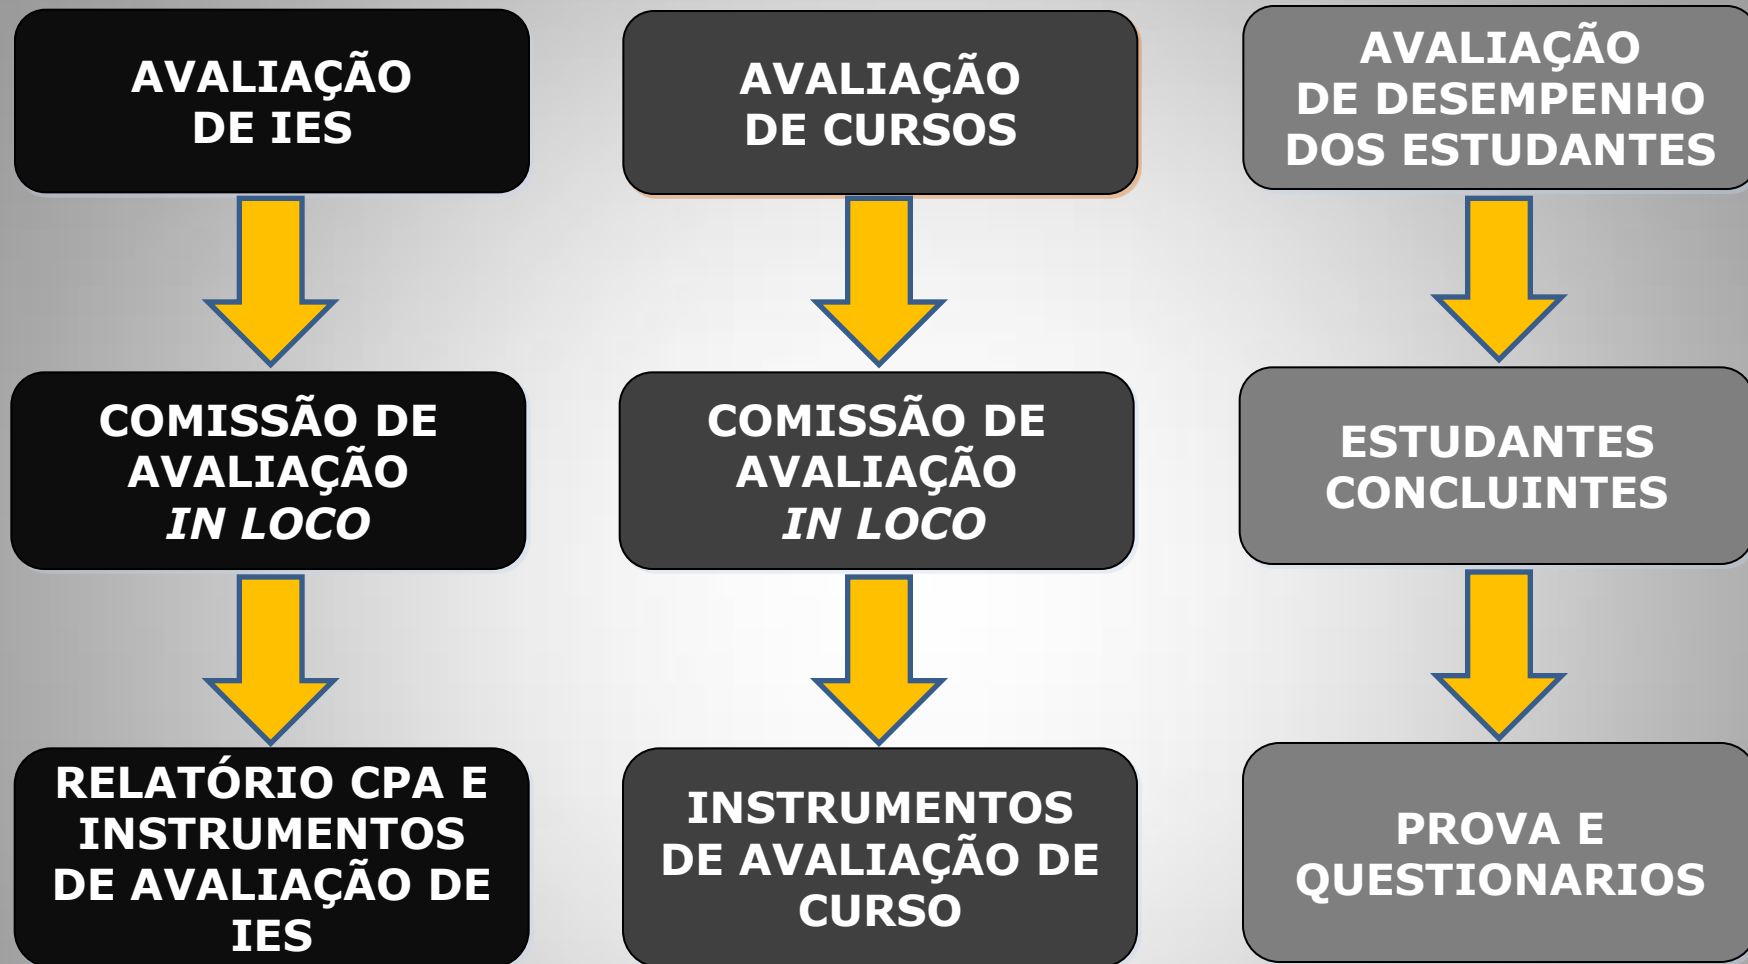 AVALIAÇÃO
DE IES
AVALIAÇÃO
DE CURSOS
AVALIAÇÃO
DE DESEMPENHO
DOS ESTUDANTES
COMISSÃO DE
AVALIAÇÃO
IN LOCO
COMISSÃO DE
AVALIAÇÃO
IN LOCO
ESTUDANTES
CONCLUINTES
RELATÓRIO CPA E
INSTRUMENTOS
DE AVALIAÇÃO DE
IES
INSTRUMENTOS
DE AVALIAÇÃO DE
CURSO
PROVA E
QUESTIONARIOS